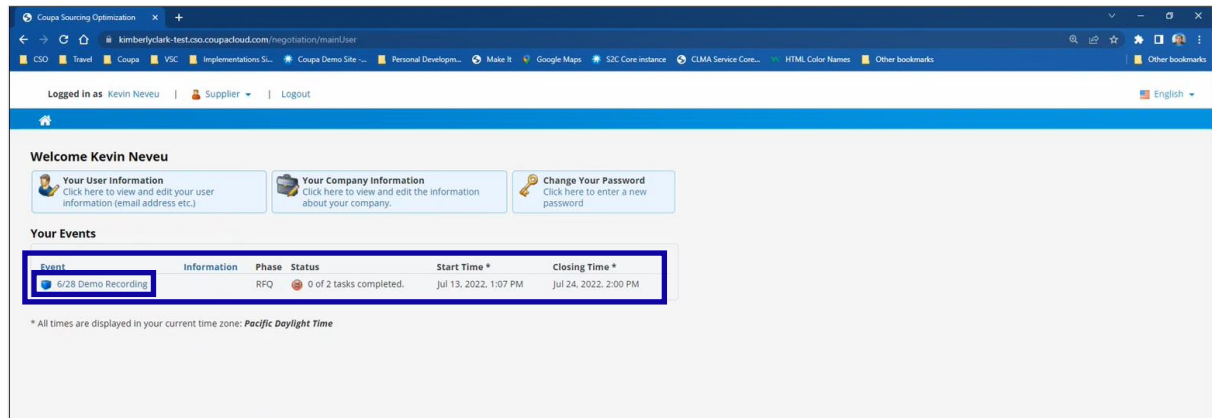 Coupa Sourcing Optimization
kimberlyclark-test.cso.coupacloud.com/negotiation/mainUser
CSO Travel Coupa VSC Implementations Si... Coupa Demo Site -... Personal Developm... Make It Google Maps S2C Core instance CLMA Service Core... HTML Color Names Other bookmarks Other bookmarks
Logged in as Kevin Neveu | Supplier | Logout English
Welcome Kevin Neveu
Your User Information Your Company Information Change Your Password
Click here to view and edit your user Click here to view and edit the information Click here to enter a new
information (email address etc.) about your company. password
Your Events
Event Information Phase Status Start Time * Closing Time *
6/28 Demo Recording RFQ 0 of 2 tasks completed. Jul 13, 2022, 1:07 PM Jul 24, 2022, 2:00 PM
* All times are displayed in your current time zone: Pacific Daylight Time